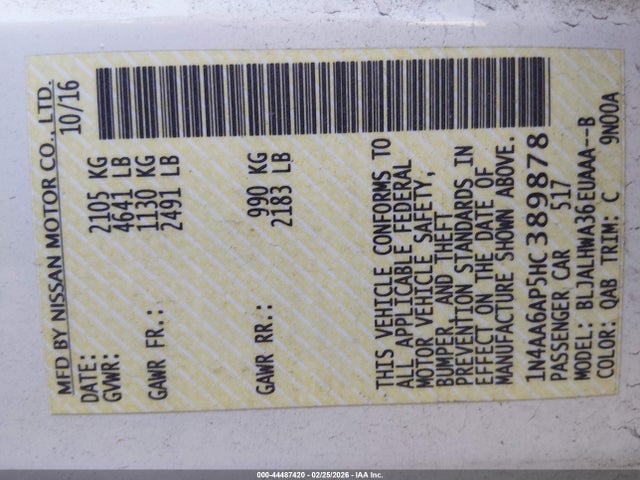 MFD BY NISSAN MOTOR CO., LTD.
DATE: 10/16
GVWR: 2105 KG
4641 LB
GAWR FR.: 1130 KG
2491 LB
GAWR RR.: 990 KG
2183 LB
THIS VEHICLE CONFORMS TO
ALL APPLICABLE FEDERAL
MOTOR VEHICLE SAFETY,
BUMPER, AND THEFT
PREVENTION STANDARDS IN
EFFECT ON THE DATE OF
MANUFACTURE SHOWN ABOVE.
1N4AA6AP5HC389878
PASSENGER CAR 517
MODEL: BLJALHWA36EUAAA--B
COLOR: QAB TRIM: C 9N00A
000-44487420 - 02/25/2026 - IAA Inc.